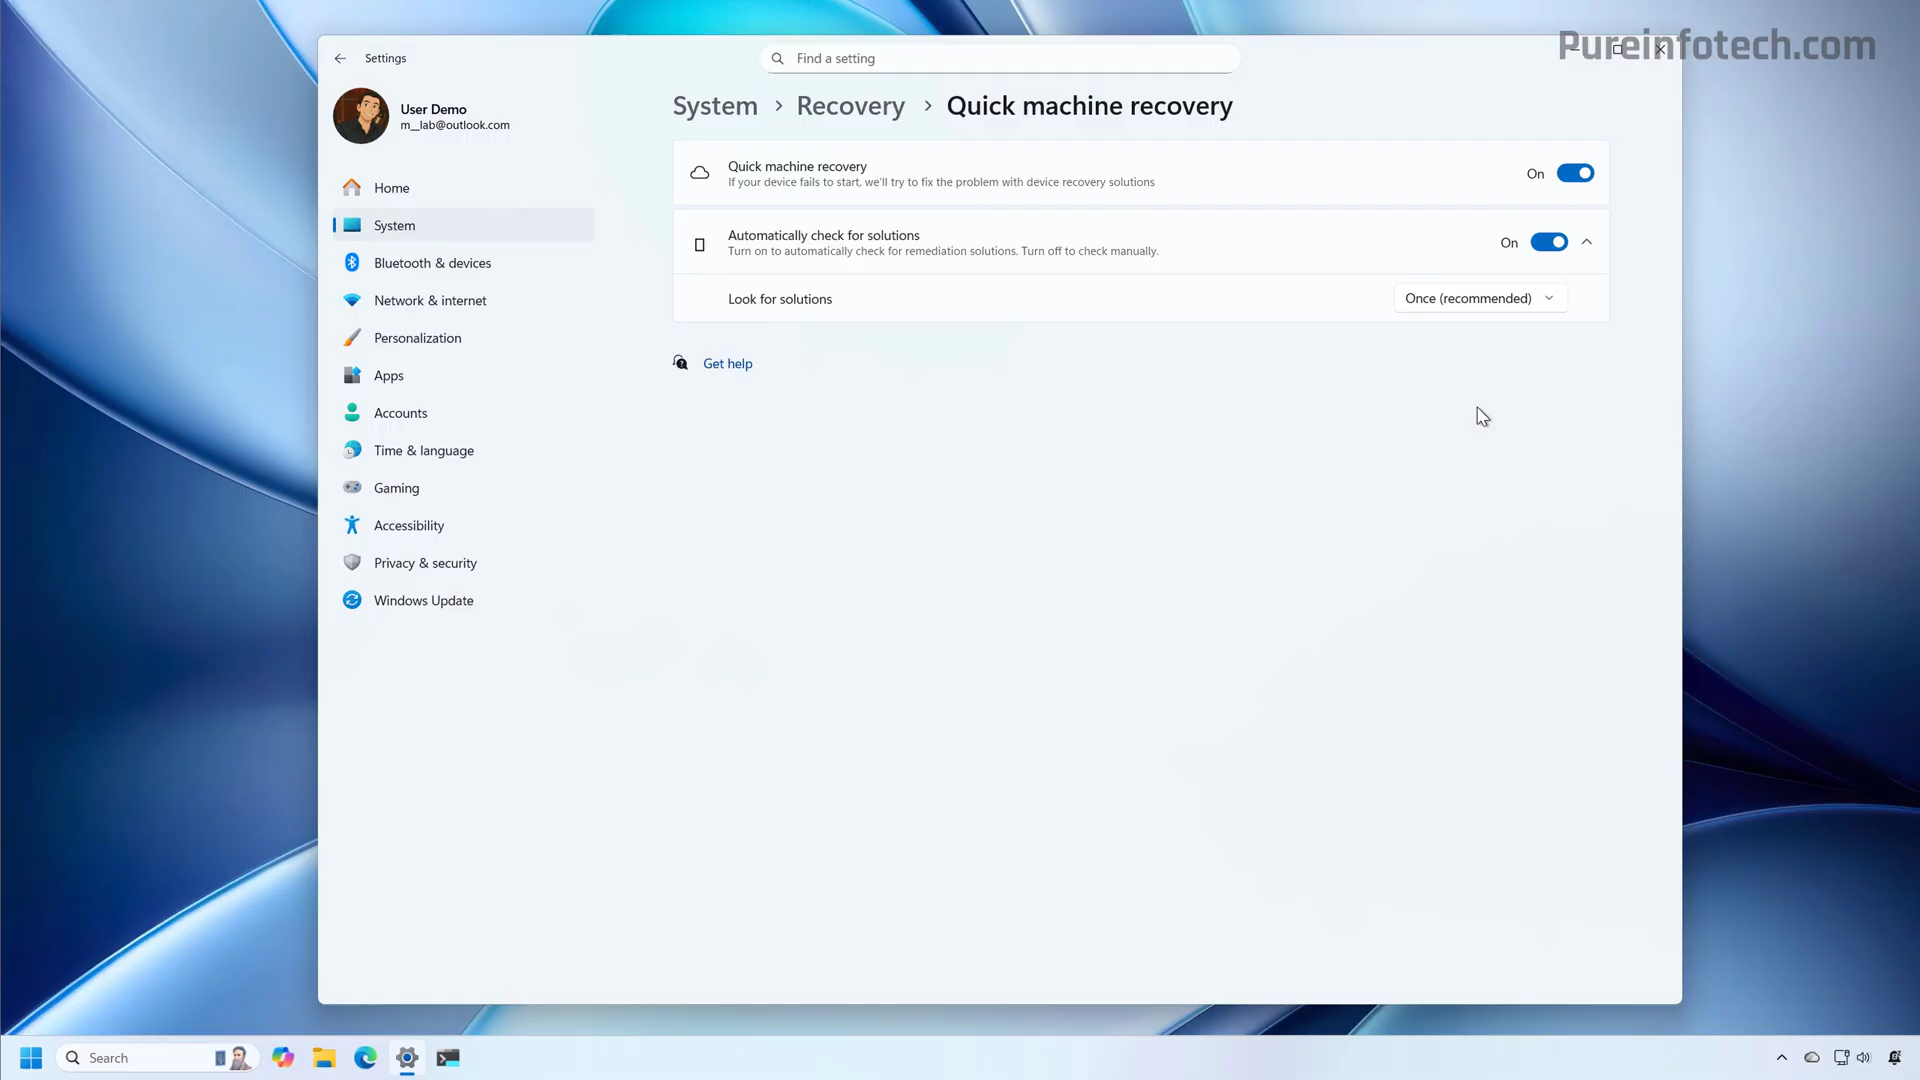 Pureinfotech.com
Settings
Find a setting
User Demo
m__lab@outlook.com
System > Recovery > Quick machine recovery
Home
System
Bluetooth & devices
Network & internet
Personalization
Apps
Accounts
Time & language
Gaming
Accessibility
Privacy & security
Windows Update
Quick machine recovery
If your device fails to start, we'll try to fix the problem with device recovery solutions
On
Automatically check for solutions
Turn on to automatically check for remediation solutions. Turn off to check manually.
On
Look for solutions
Once (recommended)
Get help
Search